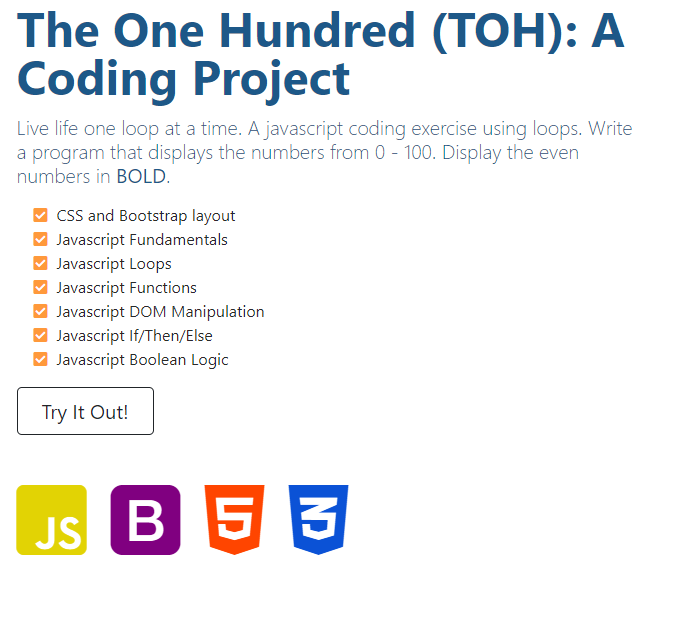 The One Hundred (TOH): A
Coding Project
Live life one loop at a time. A javascript coding exercise using loops. Write
a program that displays the numbers from 0 - 100. Display the even
numbers in BOLD.
CSS and Bootstrap layout
Javascript Fundamentals
Javascript Loops
Javascript Functions
Javascript DOM Manipulation
Javascript If/Then/Else
Javascript Boolean Logic
Try It Out!
JS B 5 3